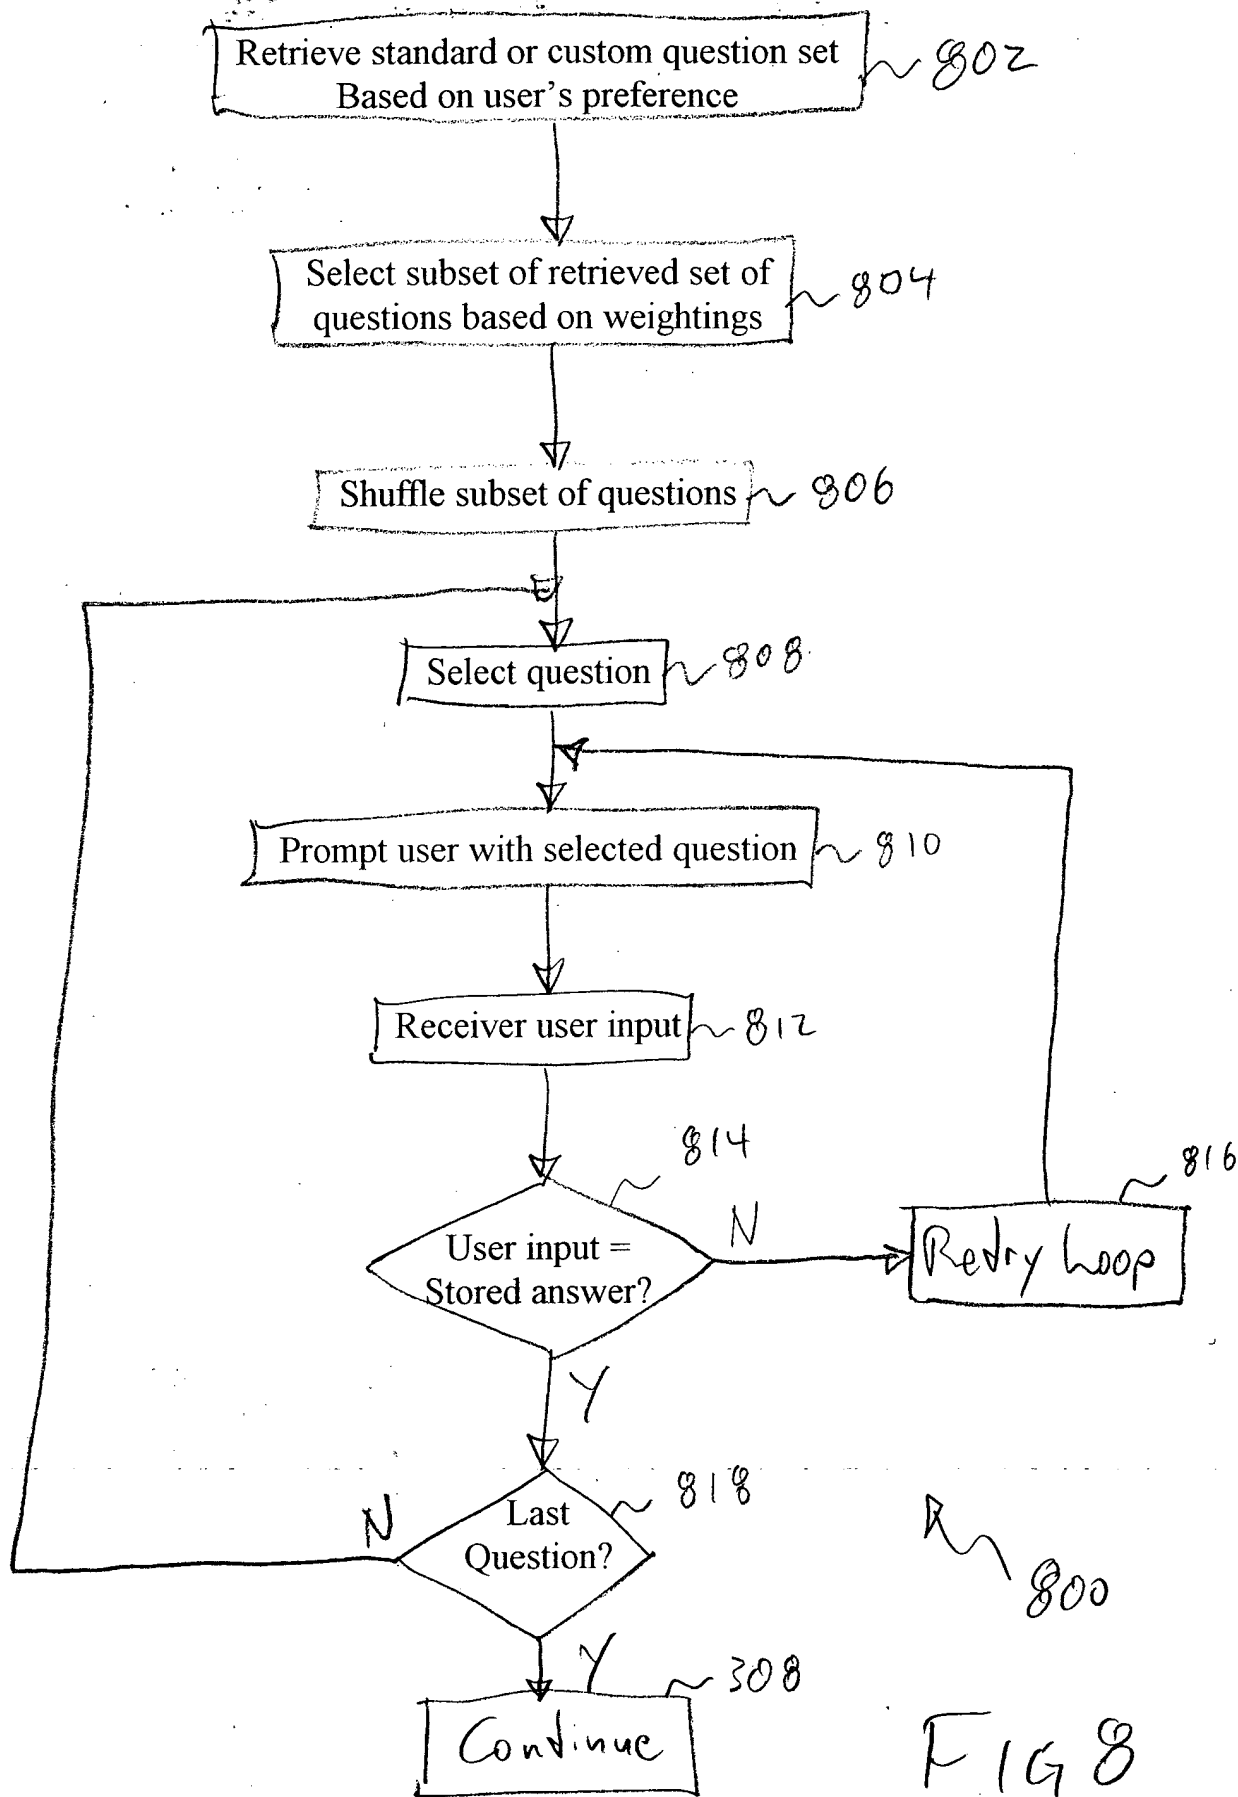 Retrieve standard or custom question set
Based on user's preference
802
Select subset of retrieved set of
questions based on weightings
804
Shuffle subset of questions
806
Select question
808
Prompt user with selected question
810
Receiver user input
812
814
816
User input =
Stored answer?
N
Retry Loop
Y
818
N
Last
Question?
800
Y
308
Continue
FIG 8